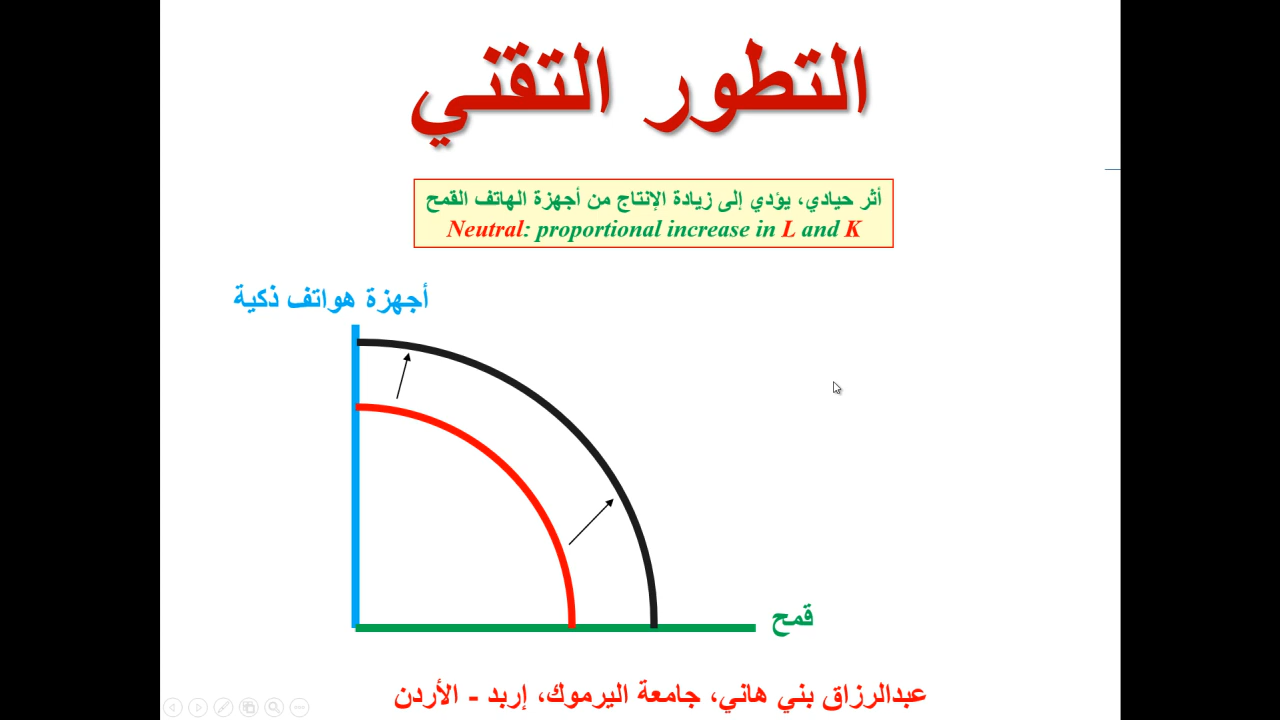 التطور التقني
أثر حيادي، يؤدي إلى زيادة الإنتاج من أجهزة الهاتف القمح
Neutral: proportional increase in L and K
أجهزة هواتف ذكية
قمح
عبدالرزاق بني هاني، جامعة اليرموك، إربد - الأردن